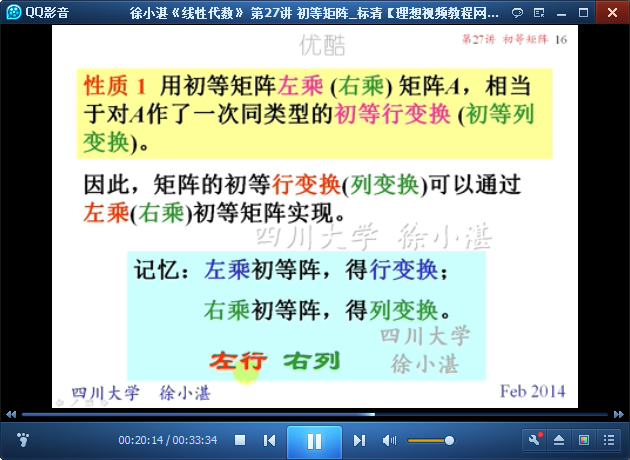 QQ影音
徐小湛《线性代数》 第27讲 初等矩阵_标清【理想视频教程网...
优酷
第27讲 初等矩阵 16
性质 1 用初等矩阵左乘 (右乘) 矩阵A，相当
于对A作了一次同类型的初等行变换 (初等列
变换)。
因此，矩阵的初等行变换(列变换)可以通过
左乘(右乘)初等矩阵实现。
四川大学 徐小湛
记忆：左乘初等阵，得行变换；
右乘初等阵，得列变换。
四川大学
徐小湛
左行 右列
四川大学 徐小湛
Feb 2014
00:20:14 / 00:33:34